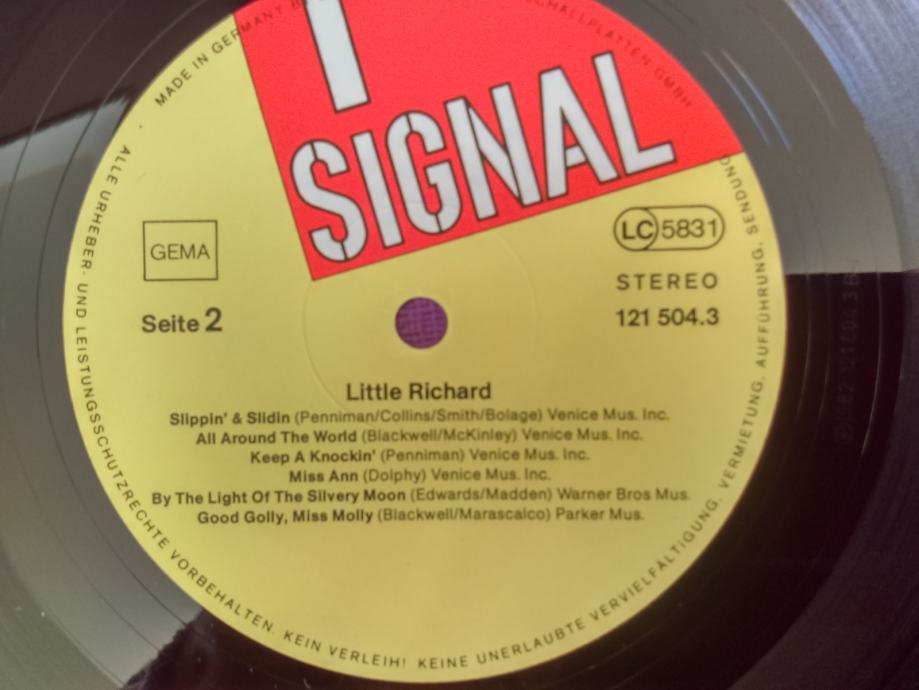 MADE IN GERMANY
SCHALLPLATTEN GMBH
SIGNAL
GEMA
LC 5831
STEREO
Seite 2
121 504.3
Little Richard
Slippin' & Slidin (Penniman/Collins/Smith/Bolage) Venice Mus. Inc.
All Around The World (Blackwell/McKinley) Venice Mus. Inc.
Keep A Knockin' (Penniman) Venice Mus. Inc.
Miss Ann (Dolphy) Venice Mus. Inc.
By The Light Of The Silvery Moon (Edwards/Madden) Warner Bros Mus.
Good Golly, Miss Molly (Blackwell/Marascalco) Parker Mus.
ALLE URHEBER- UND LEISTUNGSSCHUTZRECHTE VORBEHALTEN. KEIN VERLEIH! KEINE UNERLAUBTE VERVIELFÄLTIGUNG, VERMIETUNG, AUFFÜHRUNG, SENDUNG